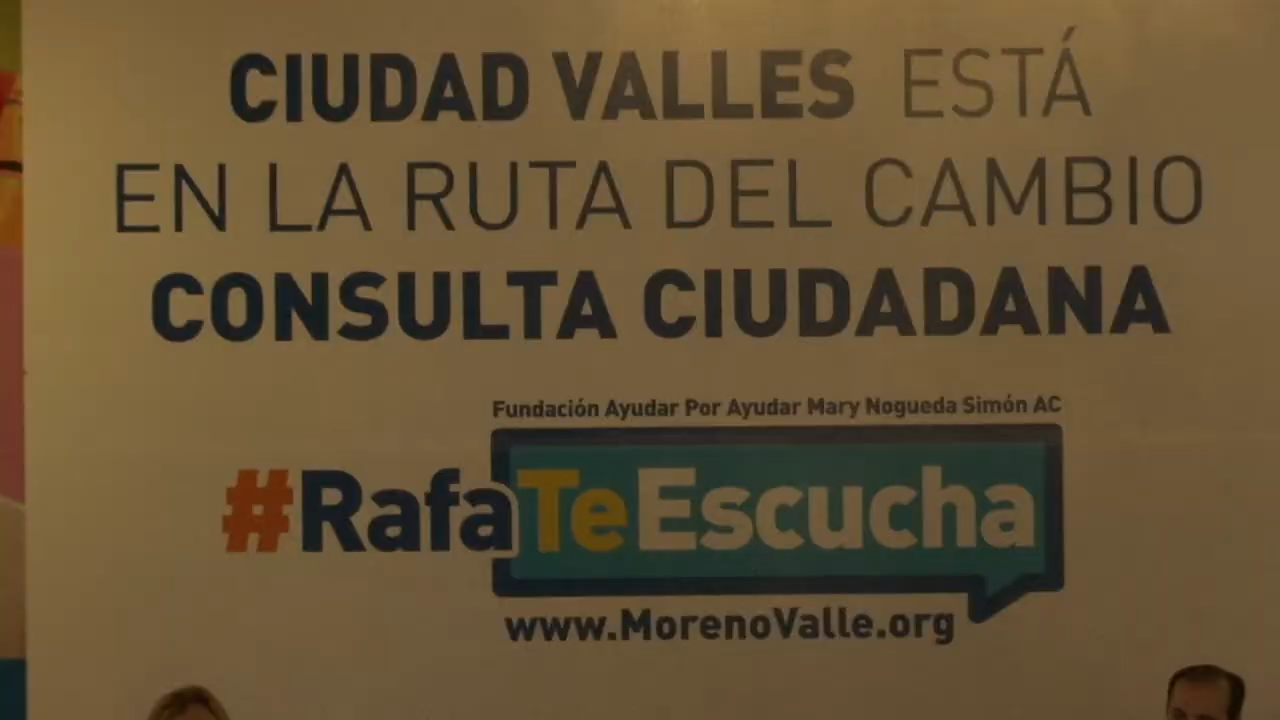 CIUDAD VALLES ESTÁ
EN LA RUTA DEL CAMBIO
CONSULTA CIUDADANA
Fundación Ayudar Por Ayudar Mary Nogueda Simón AC
#RafaTeEscucha
www.MorenoValle.org